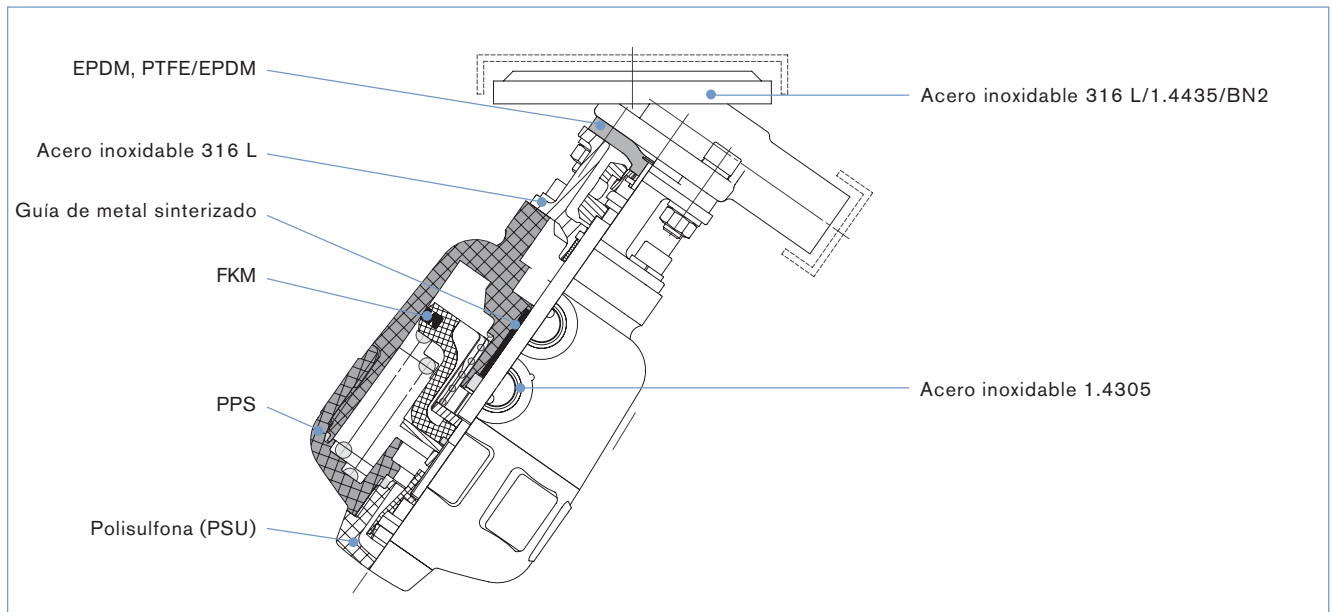 EPDM, PTFE/EPDM
Acero inoxidable 316 L/1.4435/BN2
Acero inoxidable 316 L
Guía de metal sinterizado
FKM
Acero inoxidable 1.4305
PPS
Polisulfona (PSU)